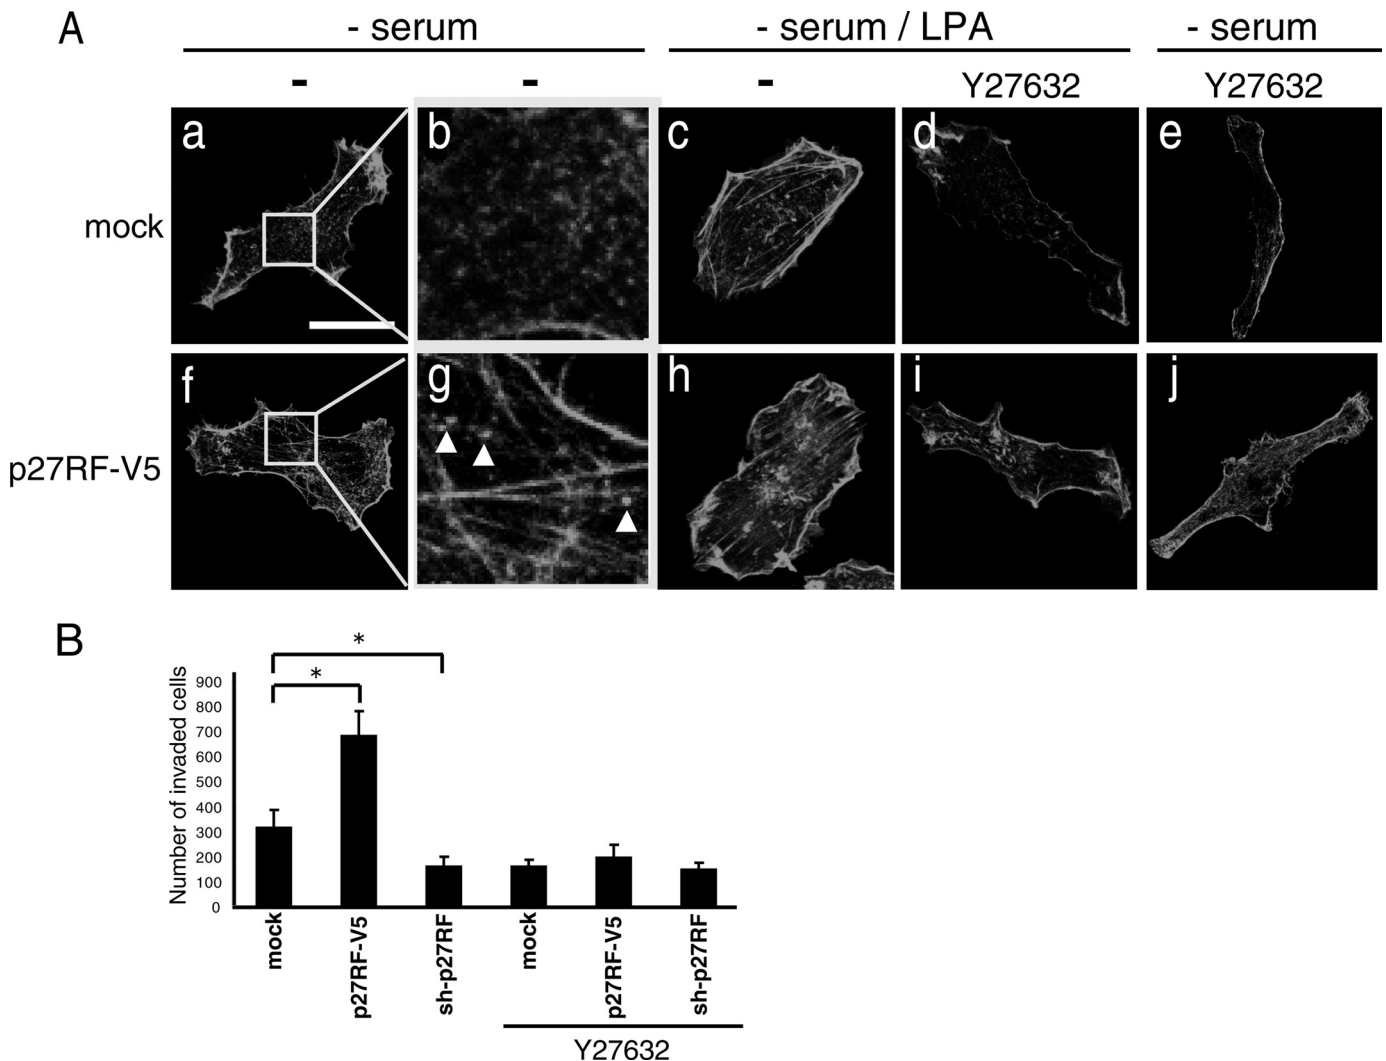 A
- serum
- serum / LPA
- serum
-
-
-
Y27632
Y27632
mock
a
b
c
d
e
p27RF-V5
f
g
h
i
j
B
Number of invaded cells
900
800
700
600
500
400
300
200
100
0
*
*
mock
p27RF-V5
sh-p27RF
mock
p27RF-V5
sh-p27RF
Y27632